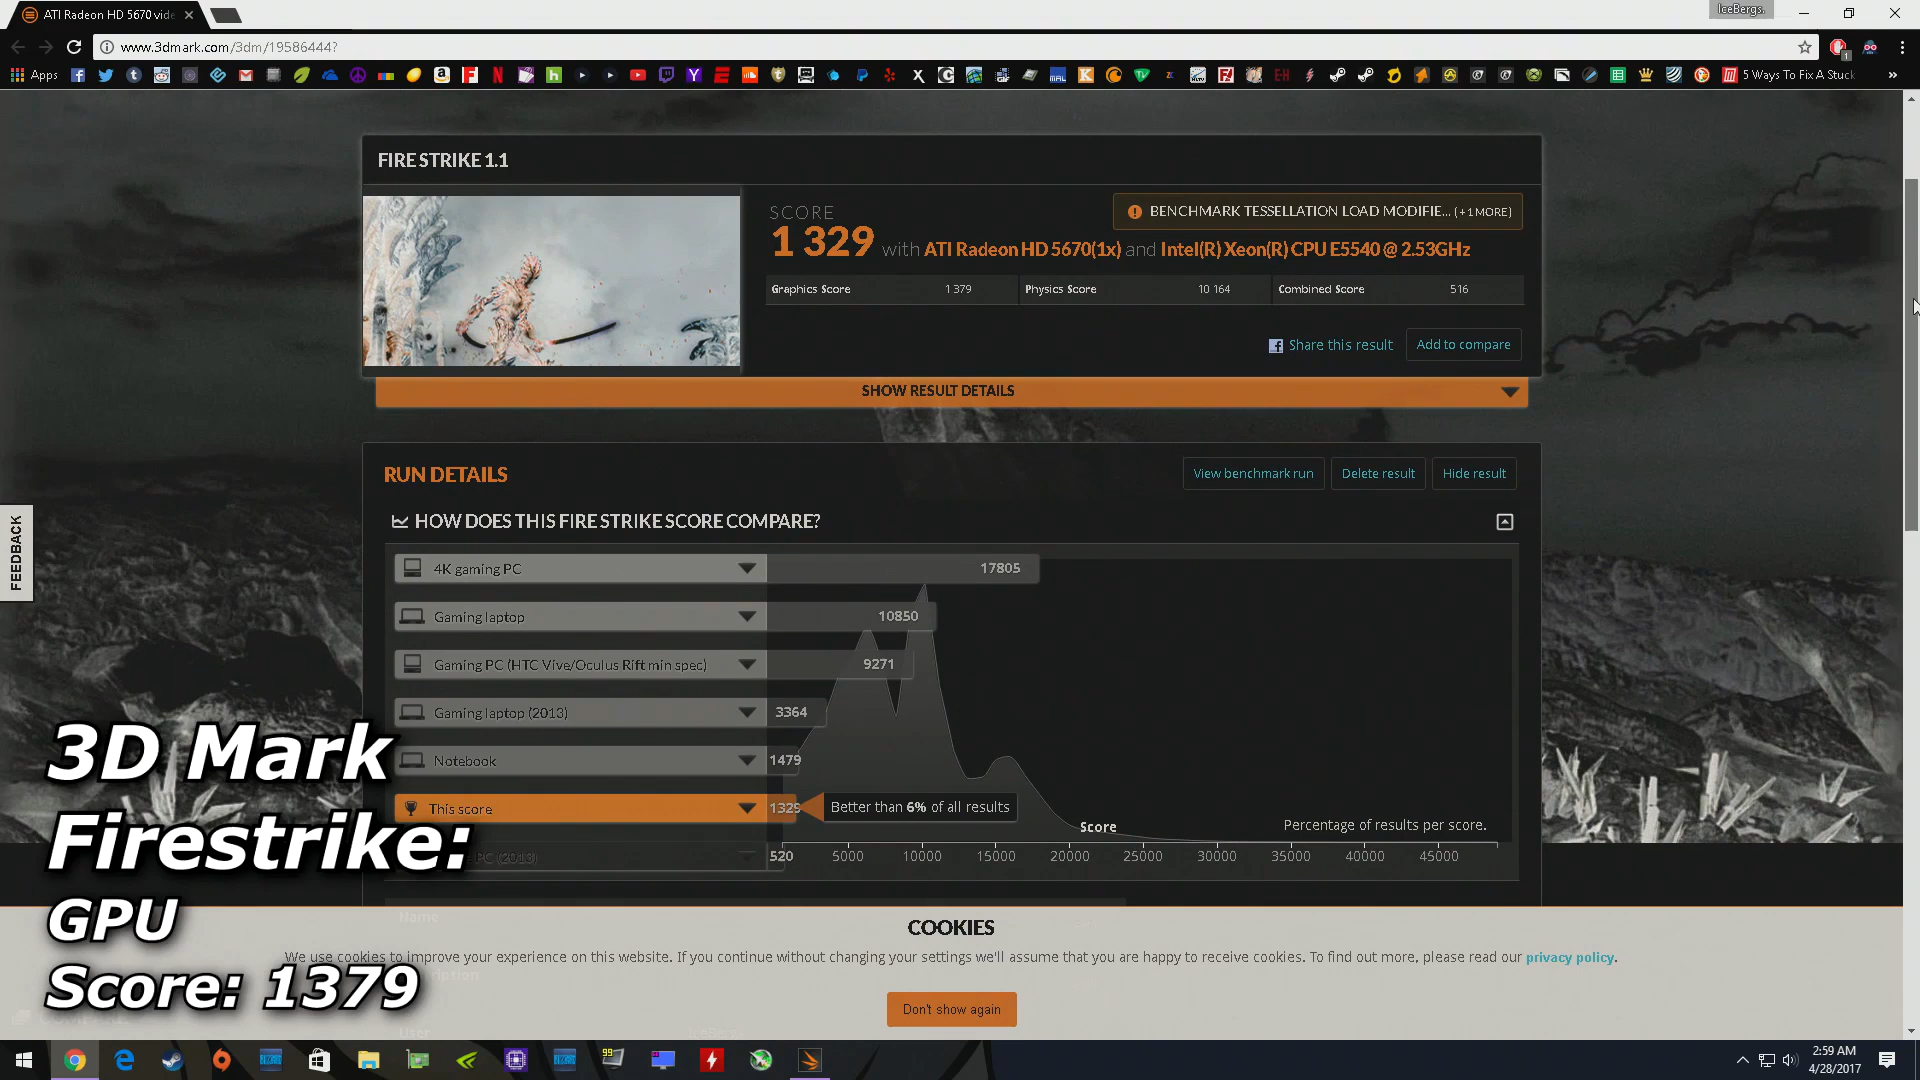 ATI Radeon HD 5670 vide
IceBergs.
www.3dmark.com/3dm/19586444?
Apps
5 Ways To Fix A Stuck
»
FIRE STRIKE 1.1
SCORE
BENCHMARK TESSELLATION LOAD MODIFIE... (+1 MORE)
1 329 with ATI Radeon HD 5670(1x) and Intel(R) Xeon(R) CPU E5540 @ 2.53GHz
Graphics Score 1 379 Physics Score 10 164 Combined Score 516
Share this result Add to compare
SHOW RESULT DETAILS
RUN DETAILS
View benchmark run Delete result Hide result
HOW DOES THIS FIRE STRIKE SCORE COMPARE?
4K gaming PC 17805
Gaming laptop 10850
Gaming PC (HTC Vive/Oculus Rift min spec) 9271
Gaming laptop (2013) 3364
Notebook 1479
This score 1329 Better than 6% of all results
Score
Percentage of results per score.
PC (2013) 520 5000 10000 15000 20000 25000 30000 35000 40000 45000
FEEDBACK
Name
COOKIES
We use cookies to improve your experience on this website. If you continue without changing your settings we'll assume that you are happy to receive cookies. To find out more, please read our privacy policy.
Don't show again
User IceBergs
3D Mark
Firestrike:
GPU
Score: 1379
2:59 AM
4/28/2017